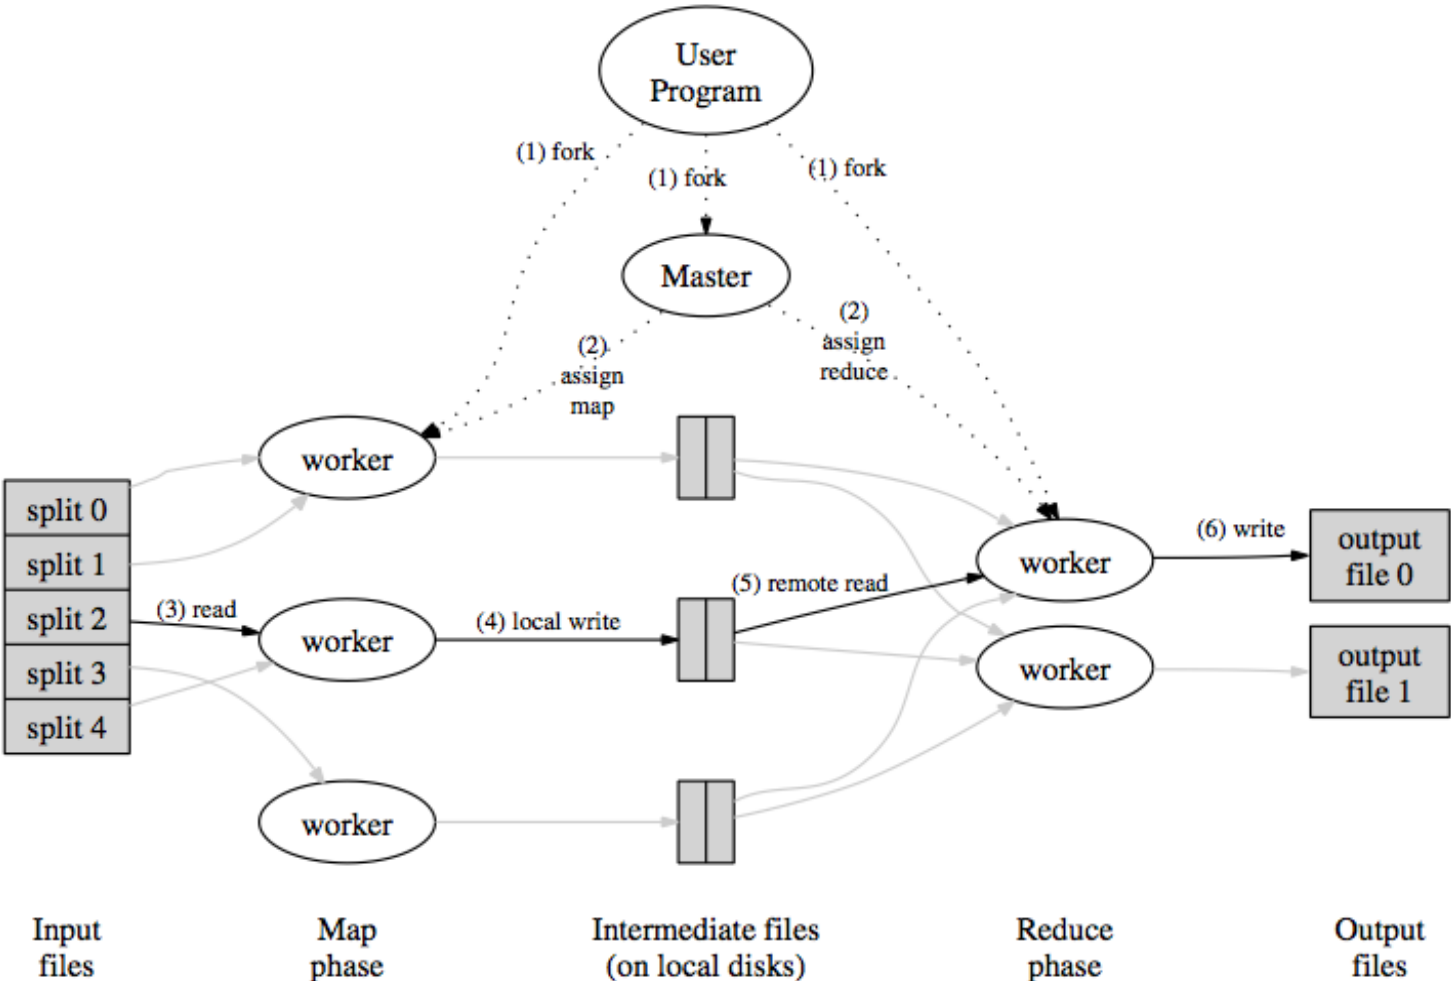 User
Program
(1) fork
(1) fork
(1) fork
Master
(2)
assign
map
(2)
assign
reduce
split 0
split 1
split 2
split 3
split 4
(3) read
worker
worker
worker
(4) local write
(5) remote read
worker
worker
(6) write
output
file 0
output
file 1
Input
files
Map
phase
Intermediate files
(on local disks)
Reduce
phase
Output
files